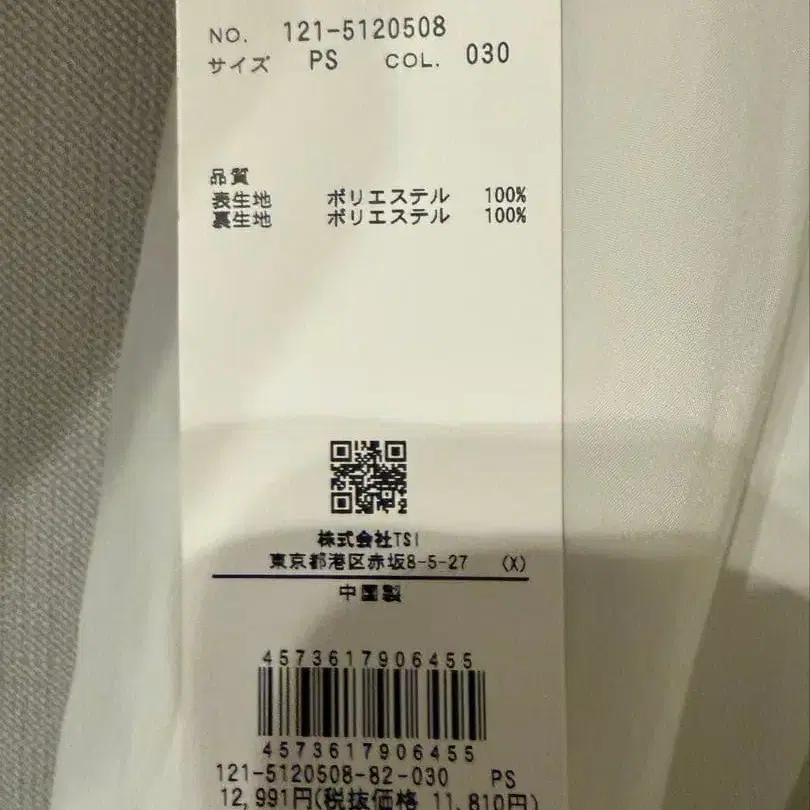 NO. 121-5120508
サイズ PS COL. 030
品質
表生地 ポリエステル 100%
裏生地 ポリエステル 100%
株式会社TSI
東京都港区赤坂8-5-27 (X)
中国製
4573617906455
4573617906455
121-5120508-82-030 PS
12,991円(税抜価格 11,810円)